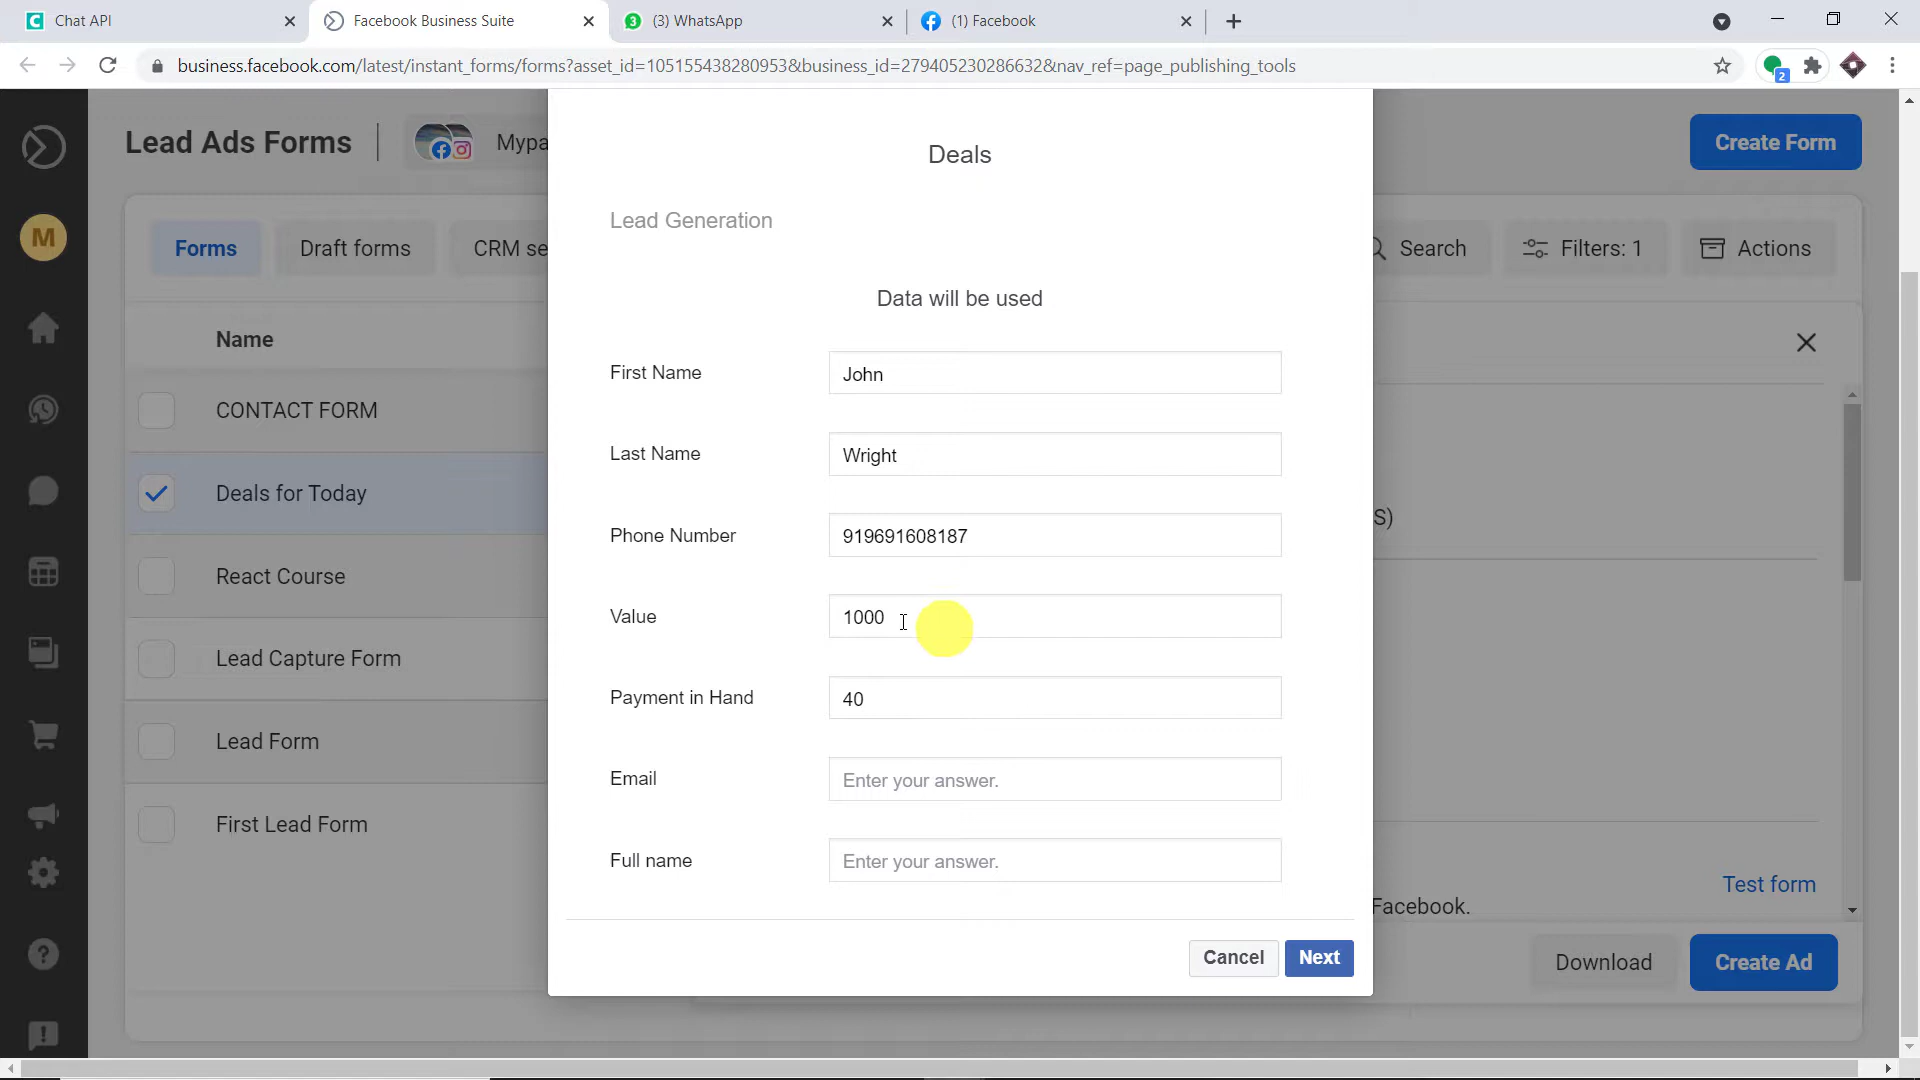 Chat API
Facebook Business Suite
3
(3) WhatsApp
(1) Facebook
business.facebook.com/latest/instant_forms/forms?asset_id=105155438280953&business_id=279405230286632&nav_ref=page_publishing_tools
2
Lead Ads Forms
Mypa
Create Form
M
Forms
Draft forms
CRM se
Search
Filters: 1
Actions
Name
CONTACT FORM
Deals for Today
React Course
Lead Capture Form
Lead Form
First Lead Form
Deals
Lead Generation
Data will be used
First Name
John
Last Name
Wright
Phone Number
919691608187
Value
1000
Payment in Hand
40
Email
Enter your answer.
Full name
Enter your answer.
Cancel
Next
S)
Test form
Facebook.
Download
Create Ad